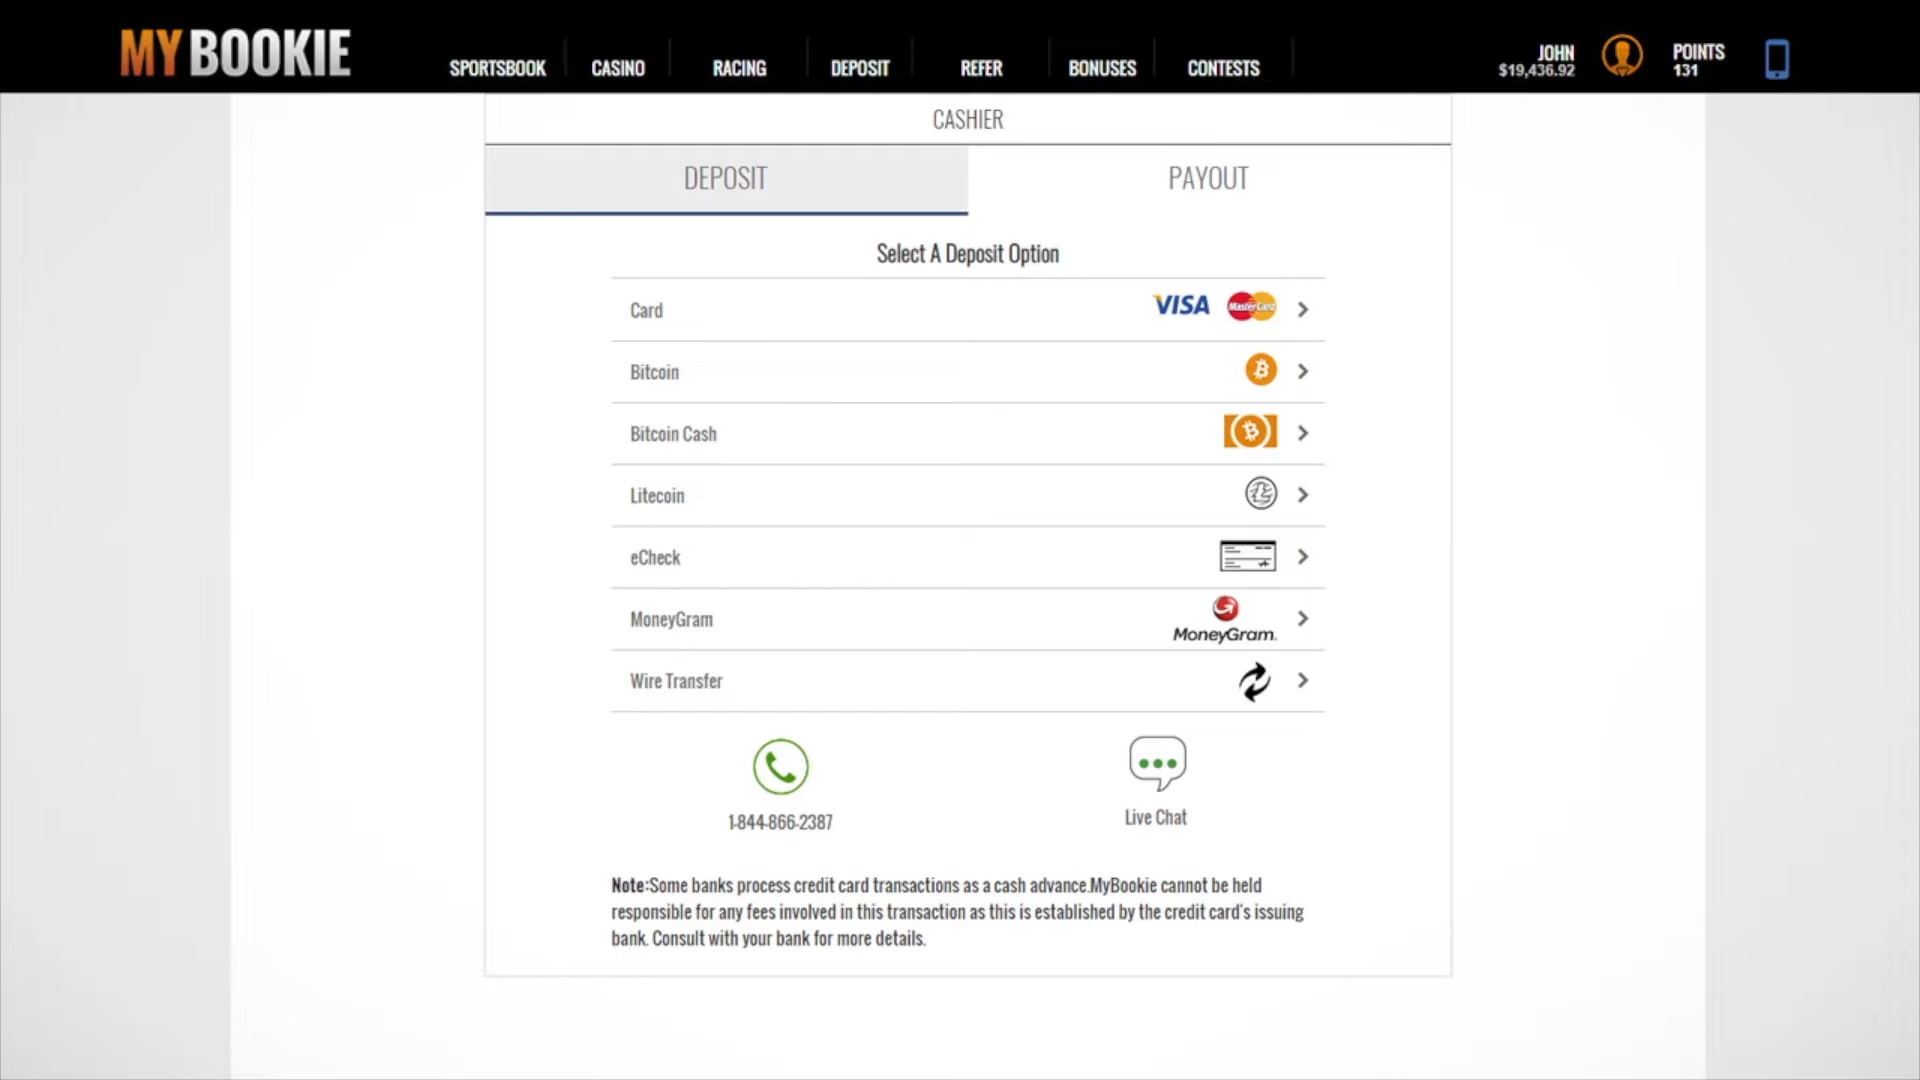 MYBOOKIE
SPORTSBOOK
CASINO
RACING
DEPOSIT
REFER
BONUSES
CONTESTS
JOHN
$19,436.92
POINTS
131
CASHIER
DEPOSIT
PAYOUT
Select A Deposit Option
Card
VISA
MasterCard
Bitcoin
Bitcoin Cash
Litecoin
eCheck
MoneyGram
MoneyGram.
Wire Transfer
1-844-866-2387
Live Chat
Note:Some banks process credit card transactions as a cash advance.MyBookie cannot be held
responsible for any fees involved in this transaction as this is established by the credit card's issuing
bank. Consult with your bank for more details.